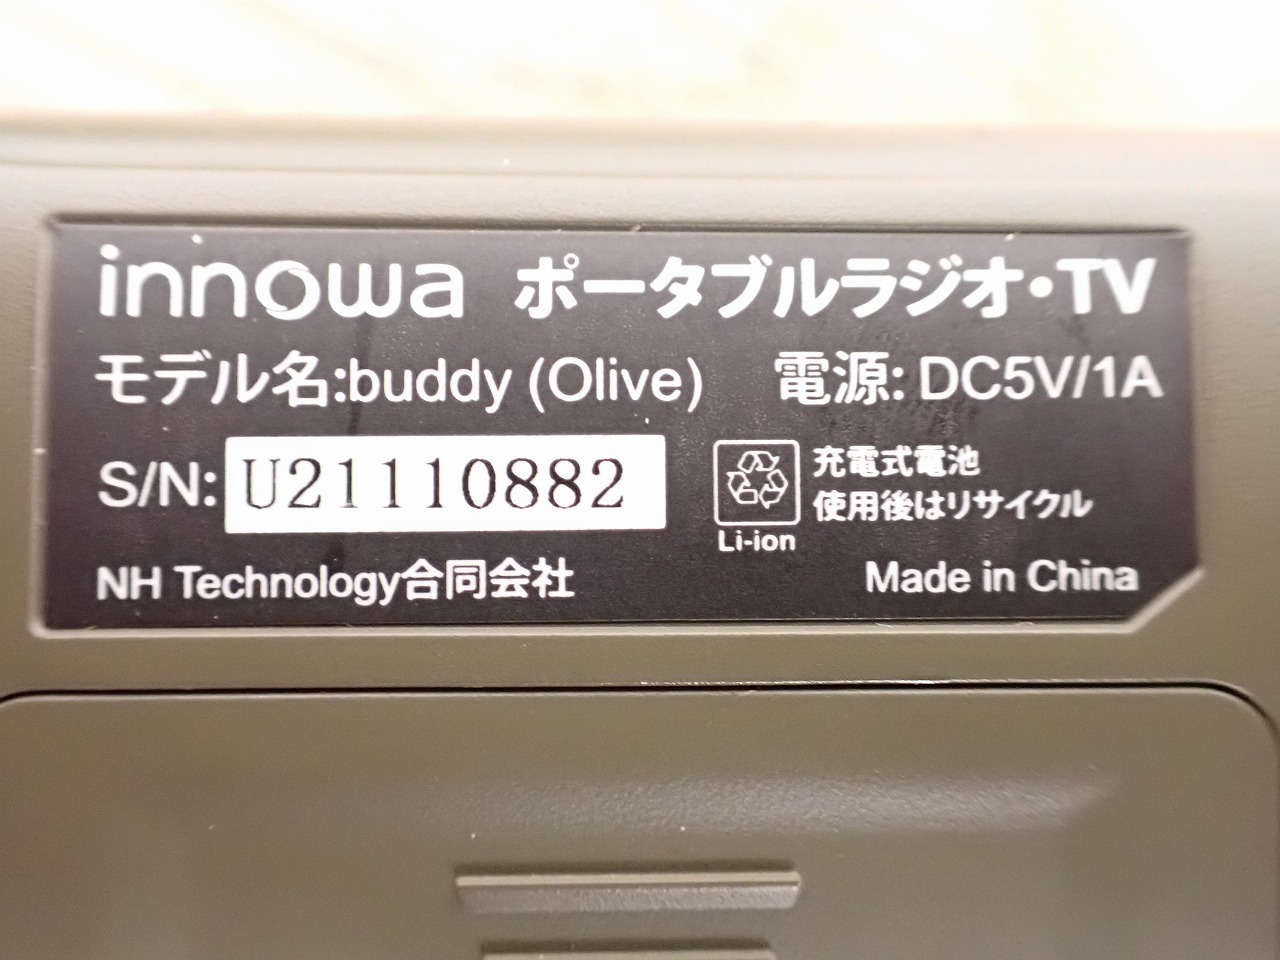 innowa ポータブルラジオ・TV
モデル名:buddy (Olive) 電源: DC5V/1A
S/N: U21110882
充電式電池
使用後はリサイクル
Li-ion
NH Technology合同会社 Made in China